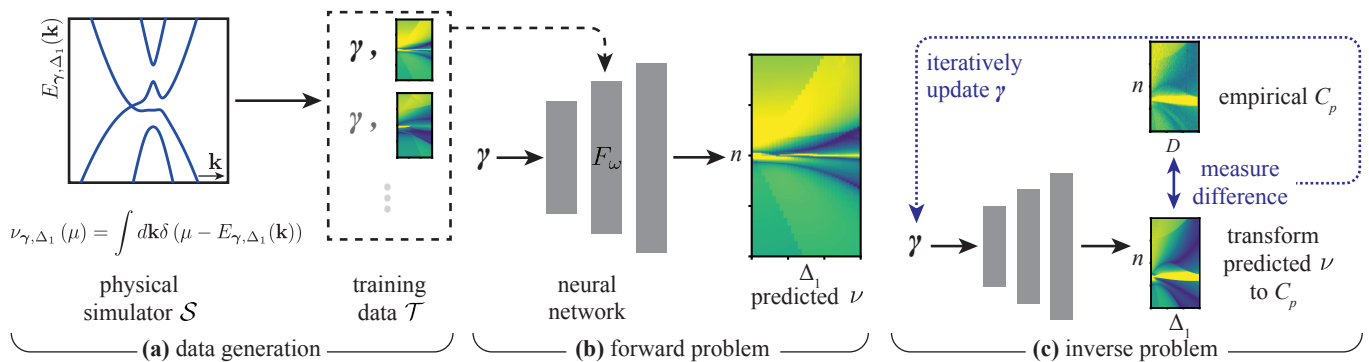 E_{γ,Δ₁}(k)
k
ν_{γ,Δ₁}(μ) = ∫ dkδ (μ − E_{γ,Δ₁}(k))
physical
simulator 𝒮
γ ,
γ ,
training
data 𝒯
(a) data generation
γ
F_ω
neural
network
n
Δ₁
predicted ν
(b) forward problem
iteratively
update γ
n
D
empirical C_p
measure
difference
γ
n
Δ₁
transform
predicted ν
to C_p
(c) inverse problem